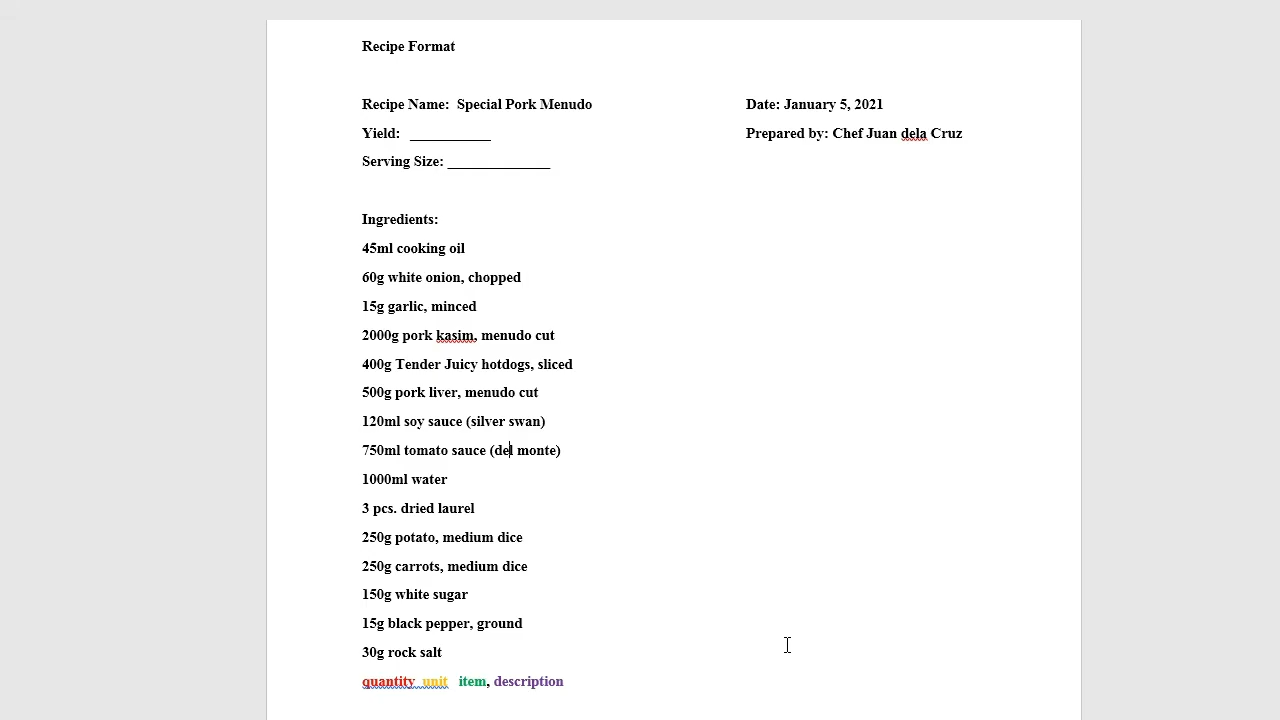 Recipe Format
Recipe Name:  Special Pork Menudo
Date: January 5, 2021
Yield:  ___________
Prepared by: Chef Juan dela Cruz
Serving Size: ______________
Ingredients:
45ml cooking oil
60g white onion, chopped
15g garlic, minced
2000g pork kasim, menudo cut
400g Tender Juicy hotdogs, sliced
500g pork liver, menudo cut
120ml soy sauce (silver swan)
750ml tomato sauce (del monte)
1000ml water
3 pcs. dried laurel
250g potato, medium dice
250g carrots, medium dice
150g white sugar
15g black pepper, ground
30g rock salt
quantity  unit  item, description